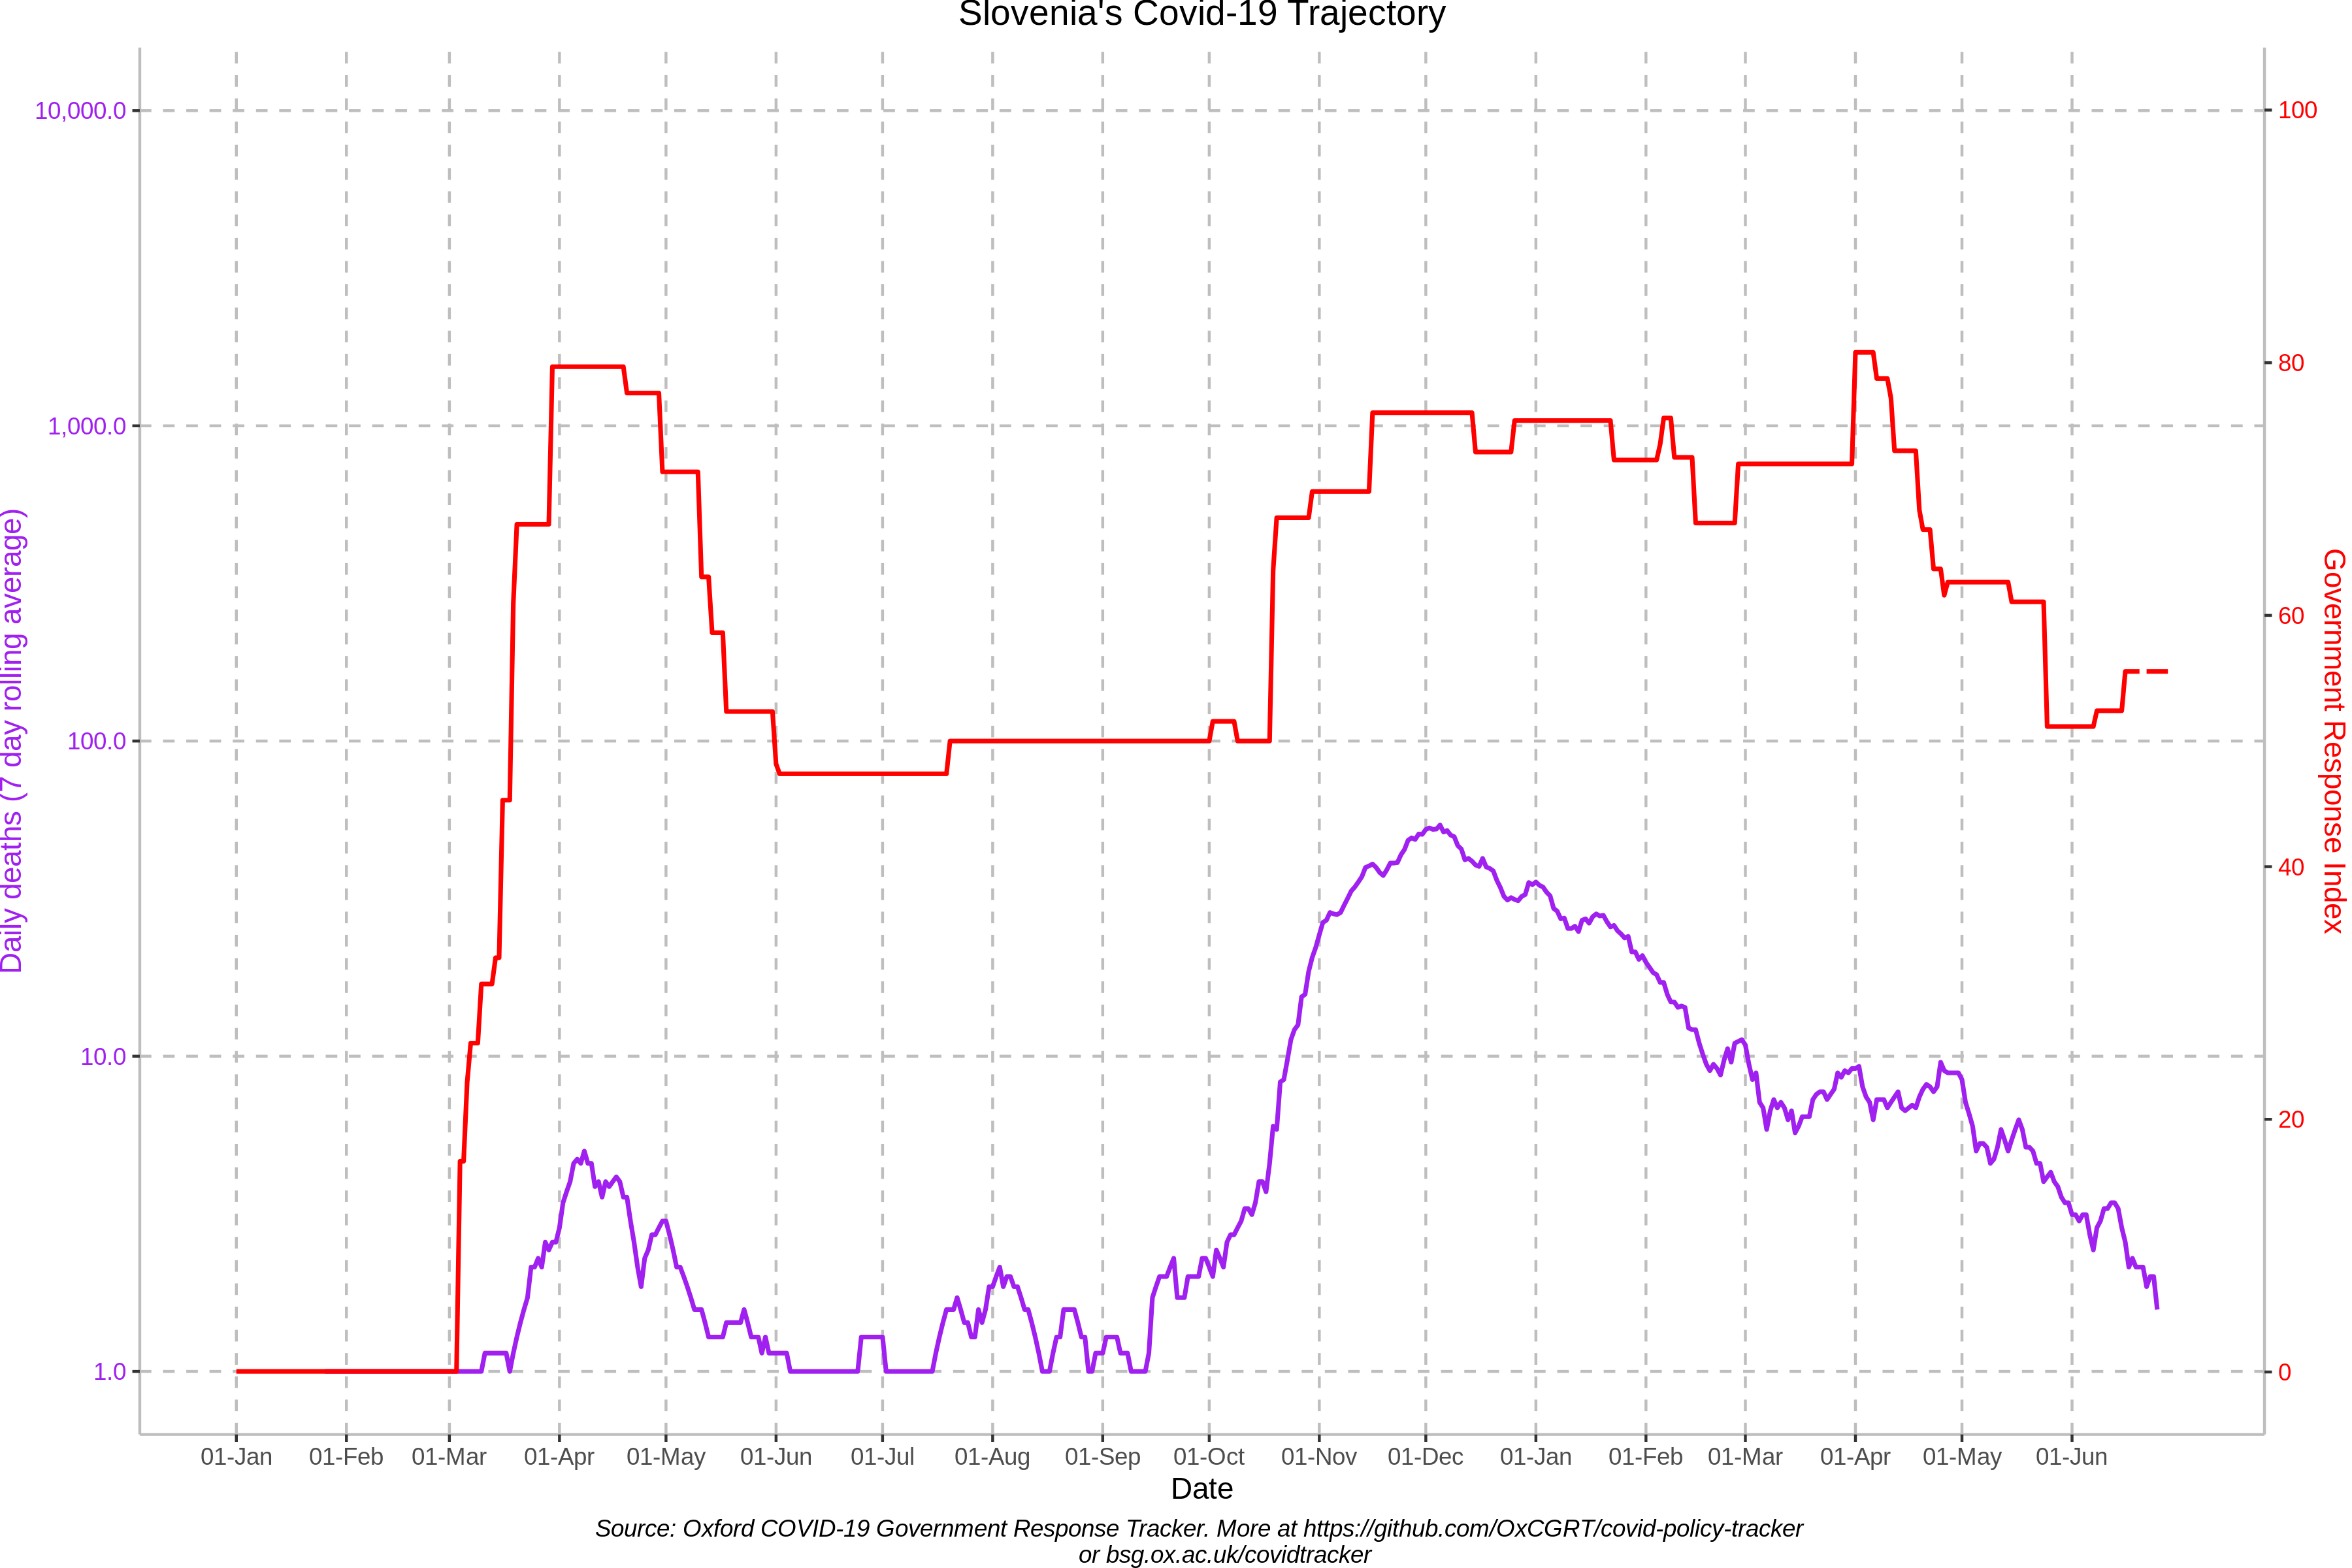 Slovenia's Covid-19 Trajectory
10,000.0
1,000.0
100.0
10.0
1.0
Daily deaths (7 day rolling average)
100
80
60
40
20
0
Government Response Index
01-Jan 01-Feb 01-Mar 01-Apr 01-May 01-Jun 01-Jul 01-Aug 01-Sep 01-Oct 01-Nov 01-Dec 01-Jan 01-Feb 01-Mar 01-Apr 01-May 01-Jun
Date
Source: Oxford COVID-19 Government Response Tracker. More at https://github.com/OxCGRT/covid-policy-tracker
or bsg.ox.ac.uk/covidtracker